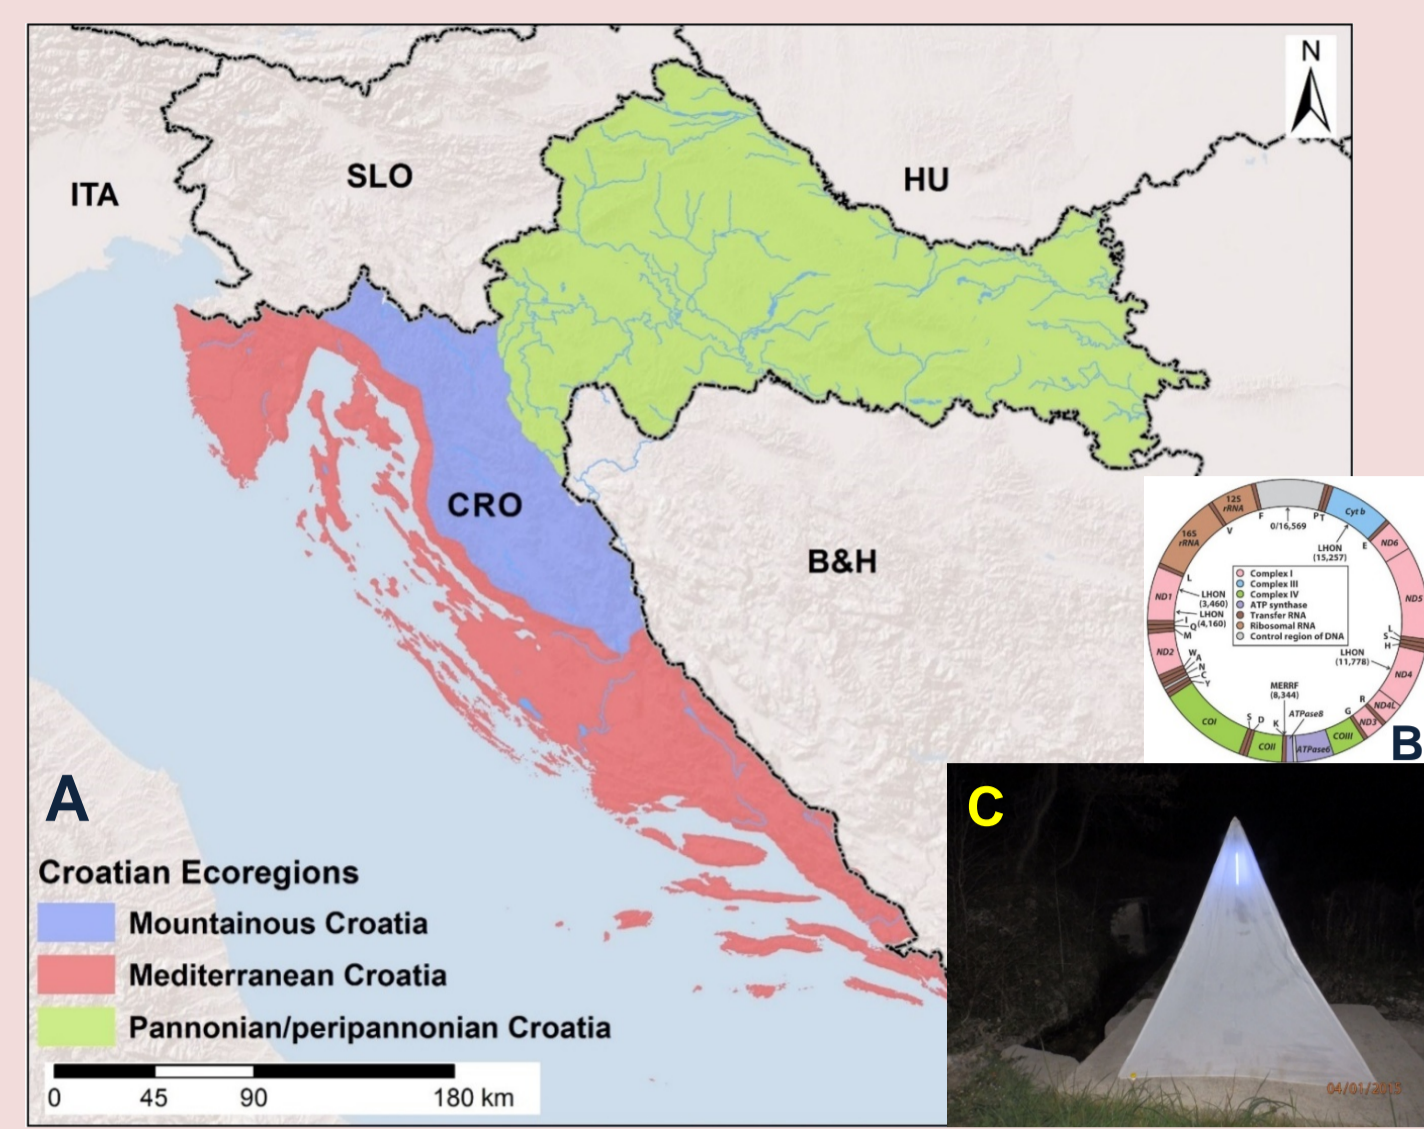 N
ITA
SLO
HU
CRO
B&H
A
Croatian Ecoregions
Mountainous Croatia
Mediterranean Croatia
Pannonian/peripannonian Croatia
0 45 90 180 km
12S
rRNA
16S
rRNA
F
V
0/16,569
P T
Cyt b
E
ND6
ND5
LHON
(15,257)
Complex I
Complex III
Complex IV
ATP synthase
Transfer RNA
Ribosomal RNA
Control region of DNA
L
ND1
LHON
(3,460)
LHON
(4,160)
I
Q
M
ND2
W
A
N
C
Y
COI
S
D
COII
K
MERRF
(8,344)
ATPase8
ATPase6
COIII
G
ND3
R
ND4L
ND4
LHON
(11,778)
L
S
H
B
C